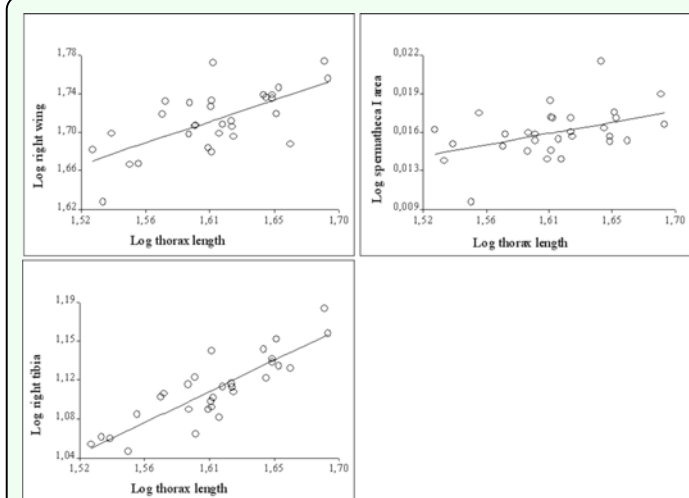 1,78
1,74
1,70
1,66
1,62
Log right wing
1,52 1,56 1,61 1,65 1,70
Log thorax length
0,022
0,019
0,016
0,013
0,009
Log spermatheca I area
1,52 1,56 1,61 1,65 1,70
Log thorax length
1,19
1,15
1,12
1,08
1,04
Log right tibia
1,52 1,56 1,61 1,65 1,70
Log thorax length